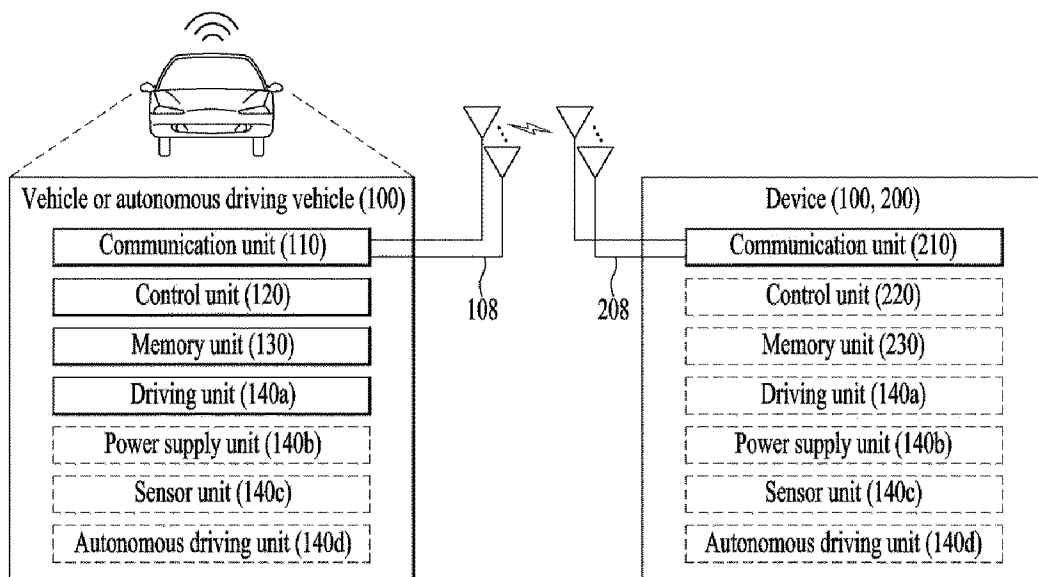 Vehicle or autonomous driving vehicle (100)
Communication unit (110)
Control unit (120)
Memory unit (130)
Driving unit (140a)
Power supply unit (140b)
Sensor unit (140c)
Autonomous driving unit (140d)
108
208
Device (100, 200)
Communication unit (210)
Control unit (220)
Memory unit (230)
Driving unit (140a)
Power supply unit (140b)
Sensor unit (140c)
Autonomous driving unit (140d)